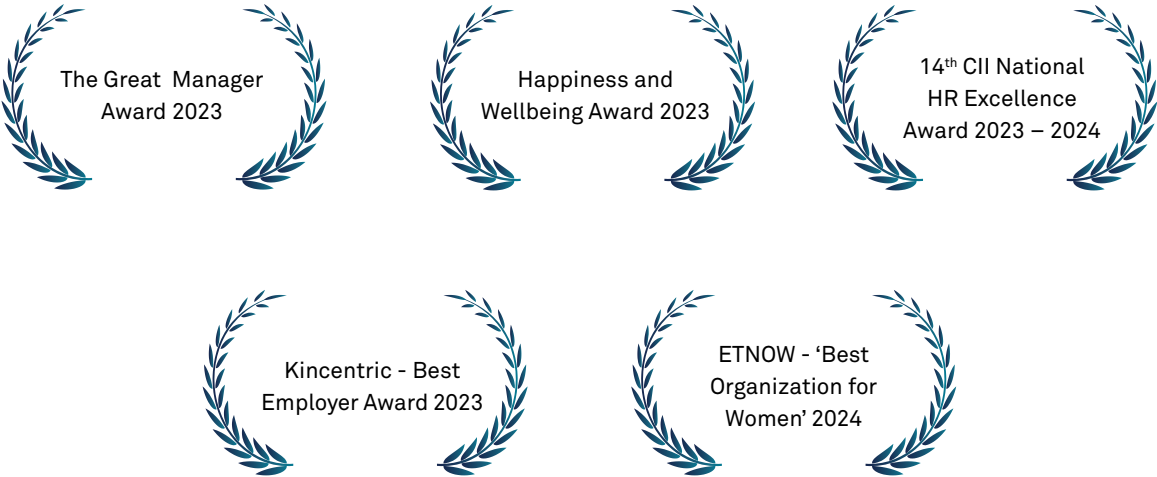 The Great  Manager
Award 2023
Happiness and
Wellbeing Award 2023
14th CII National
HR Excellence
Award 2023 – 2024
Kincentric - Best
Employer Award 2023
ETNOW - ‘Best
Organization for
Women’ 2024